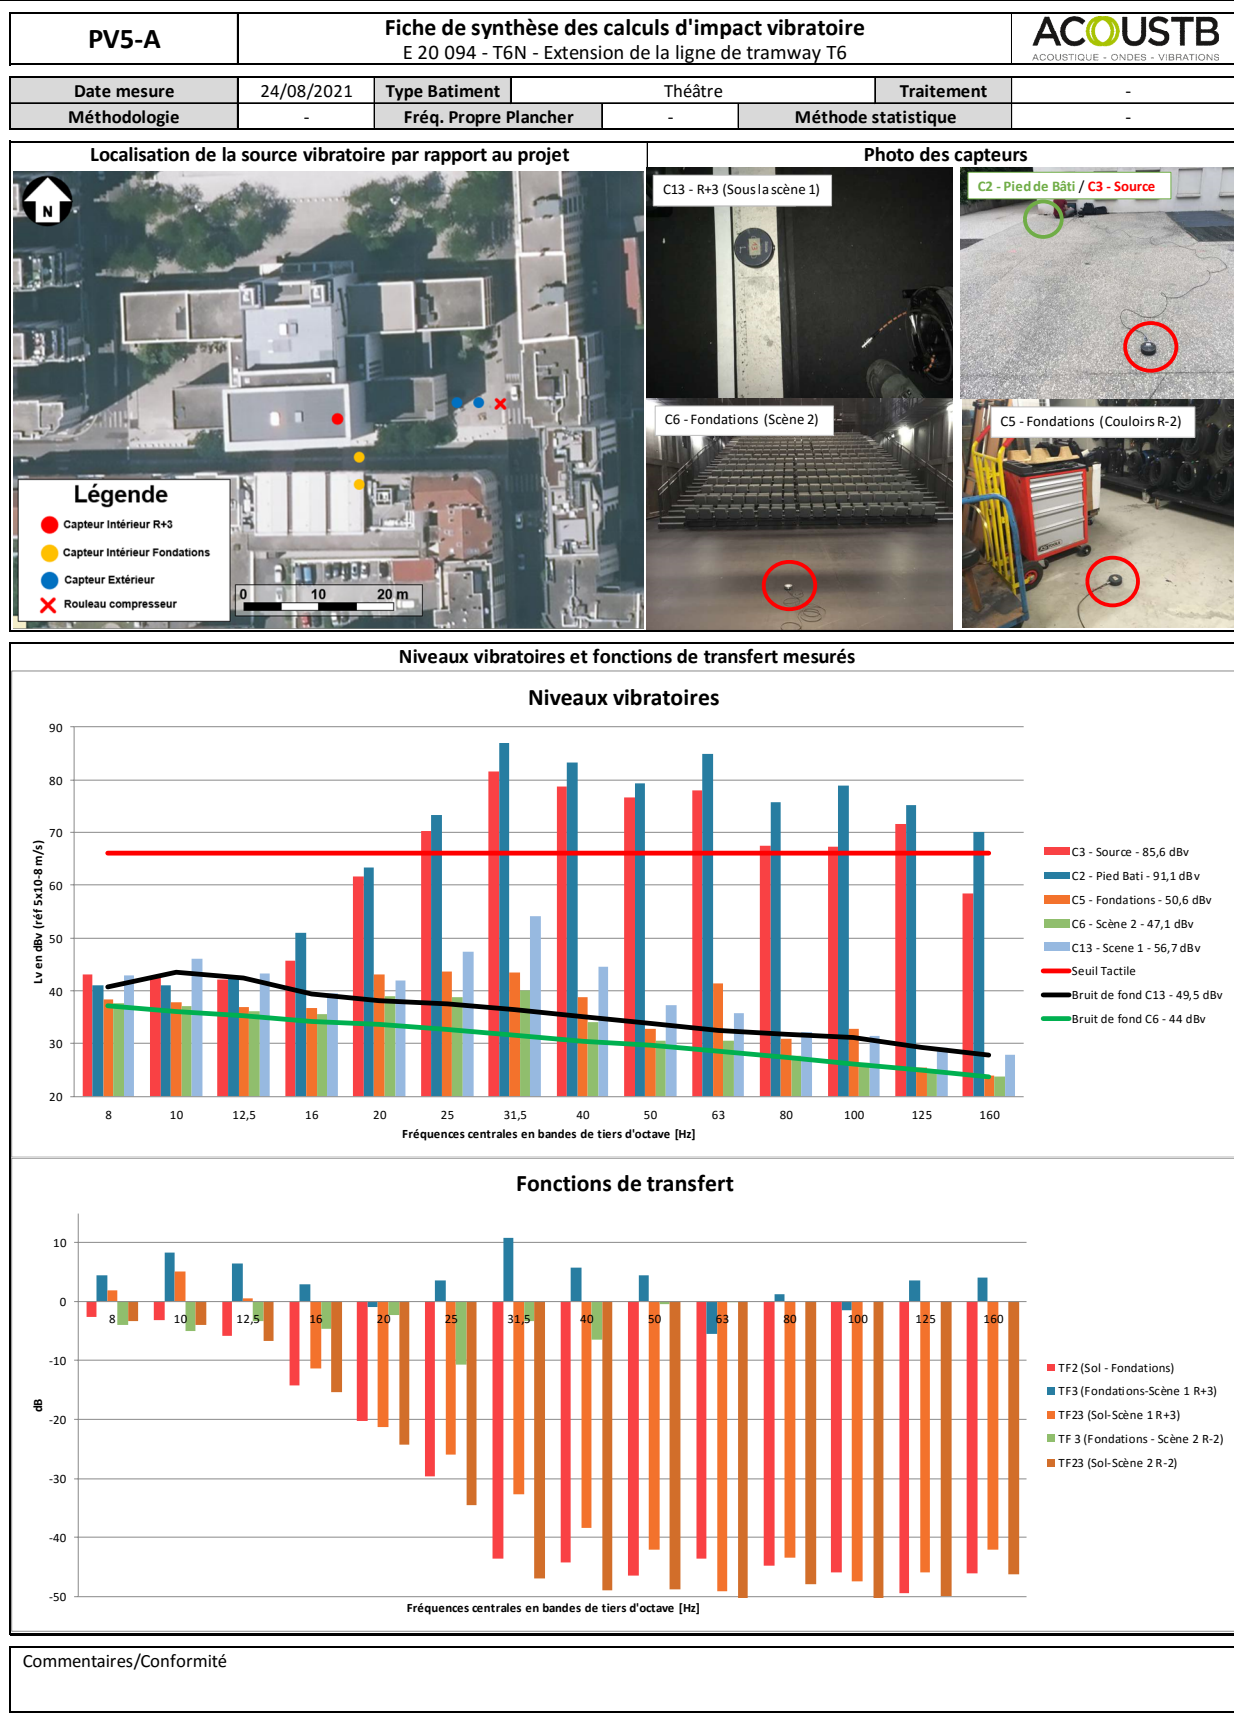 PV5-A
Fiche de synthèse des calculs d'impact vibratoire
E 20 094 - T6N - Extension de la ligne de tramway T6
ACOUSTB
ACOUSTIQUE - ONDES - VIBRATIONS
Date mesure 24/08/2021 Type Batiment Théâtre Traitement -
Méthodologie - Fréq. Propre Plancher - Méthode statistique -
Localisation de la source vibratoire par rapport au projet
Photo des capteurs
N
Légende
Capteur Intérieur R+3
Capteur Intérieur Fondations
Capteur Extérieur
Rouleau compresseur
0 10 20 m
C13 - R+3 (Sous la scène 1)
C2 - Pied de Bâti / C3 - Source
C6 - Fondations (Scène 2)
C5 - Fondations (Couloirs R-2)
Niveaux vibratoires et fonctions de transfert mesurés
Niveaux vibratoires
Lv en dBv (réf 5x10-8 m/s)
90
80
70
60
50
40
30
20
8 10 12,5 16 20 25 31,5 40 50 63 80 100 125 160
Fréquences centrales en bandes de tiers d'octave [Hz]
C3 - Source - 85,6 dBv
C2 - Pied Bati - 91,1 dBv
C5 - Fondations - 50,6 dBv
C6 - Scène 2 - 47,1 dBv
C13 - Scene 1 - 56,7 dBv
Seuil Tactile
Bruit de fond C13 - 49,5 dBv
Bruit de fond C6 - 44 dBv
Fonctions de transfert
dB
10
0
-10
-20
-30
-40
-50
8 10 12,5 16 20 25 31,5 40 50 63 80 100 125 160
Fréquences centrales en bandes de tiers d'octave [Hz]
TF2 (Sol - Fondations)
TF3 (Fondations-Scène 1 R+3)
TF23 (Sol-Scène 1 R+3)
TF 3 (Fondations - Scène 2 R-2)
TF23 (Sol-Scène 2 R-2)
Commentaires/Conformité